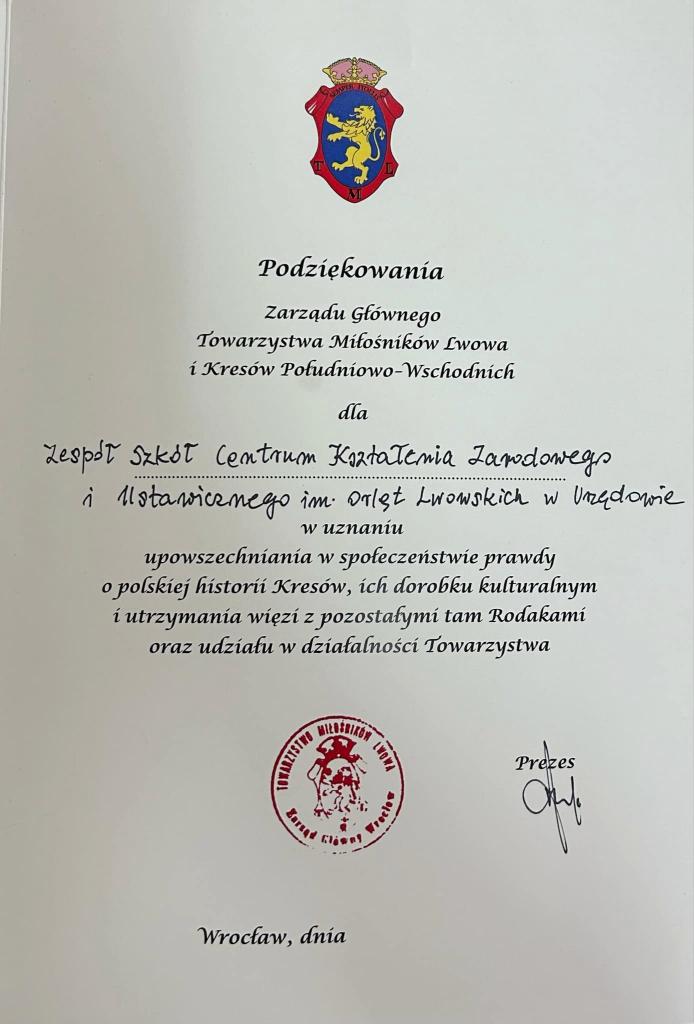 SEMPER FIDELIS
T M L
Podziękowania
Zarządu Głównego
Towarzystwa Miłośników Lwowa
i Kresów Południowo-Wschodnich
dla
Zespół Szkół Centrum Kształcenia Zawodowego
i Ustawicznego im. Orląt Lwowskich w Urzędowie
w uznaniu
upowszechniania w społeczeństwie prawdy
o polskiej historii Kresów, ich dorobku kulturalnym
i utrzymania więzi z pozostałymi tam Rodakami
oraz udziału w działalności Towarzystwa
TOWARZYSTWO MIŁOŚNIKÓW LWOWA
Zarząd Główny Wrocław
Prezes
Wrocław, dnia